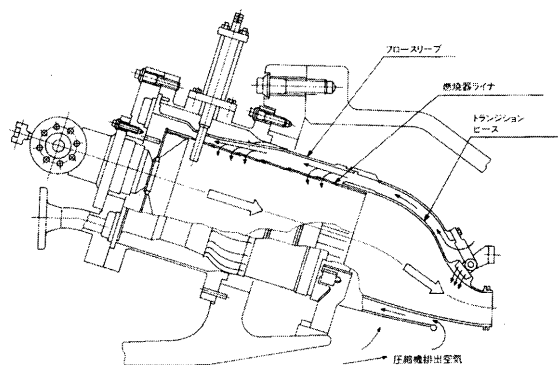 フロースリーブ
燃焼器ライナ
トランジション
ピース
圧縮機排出空気